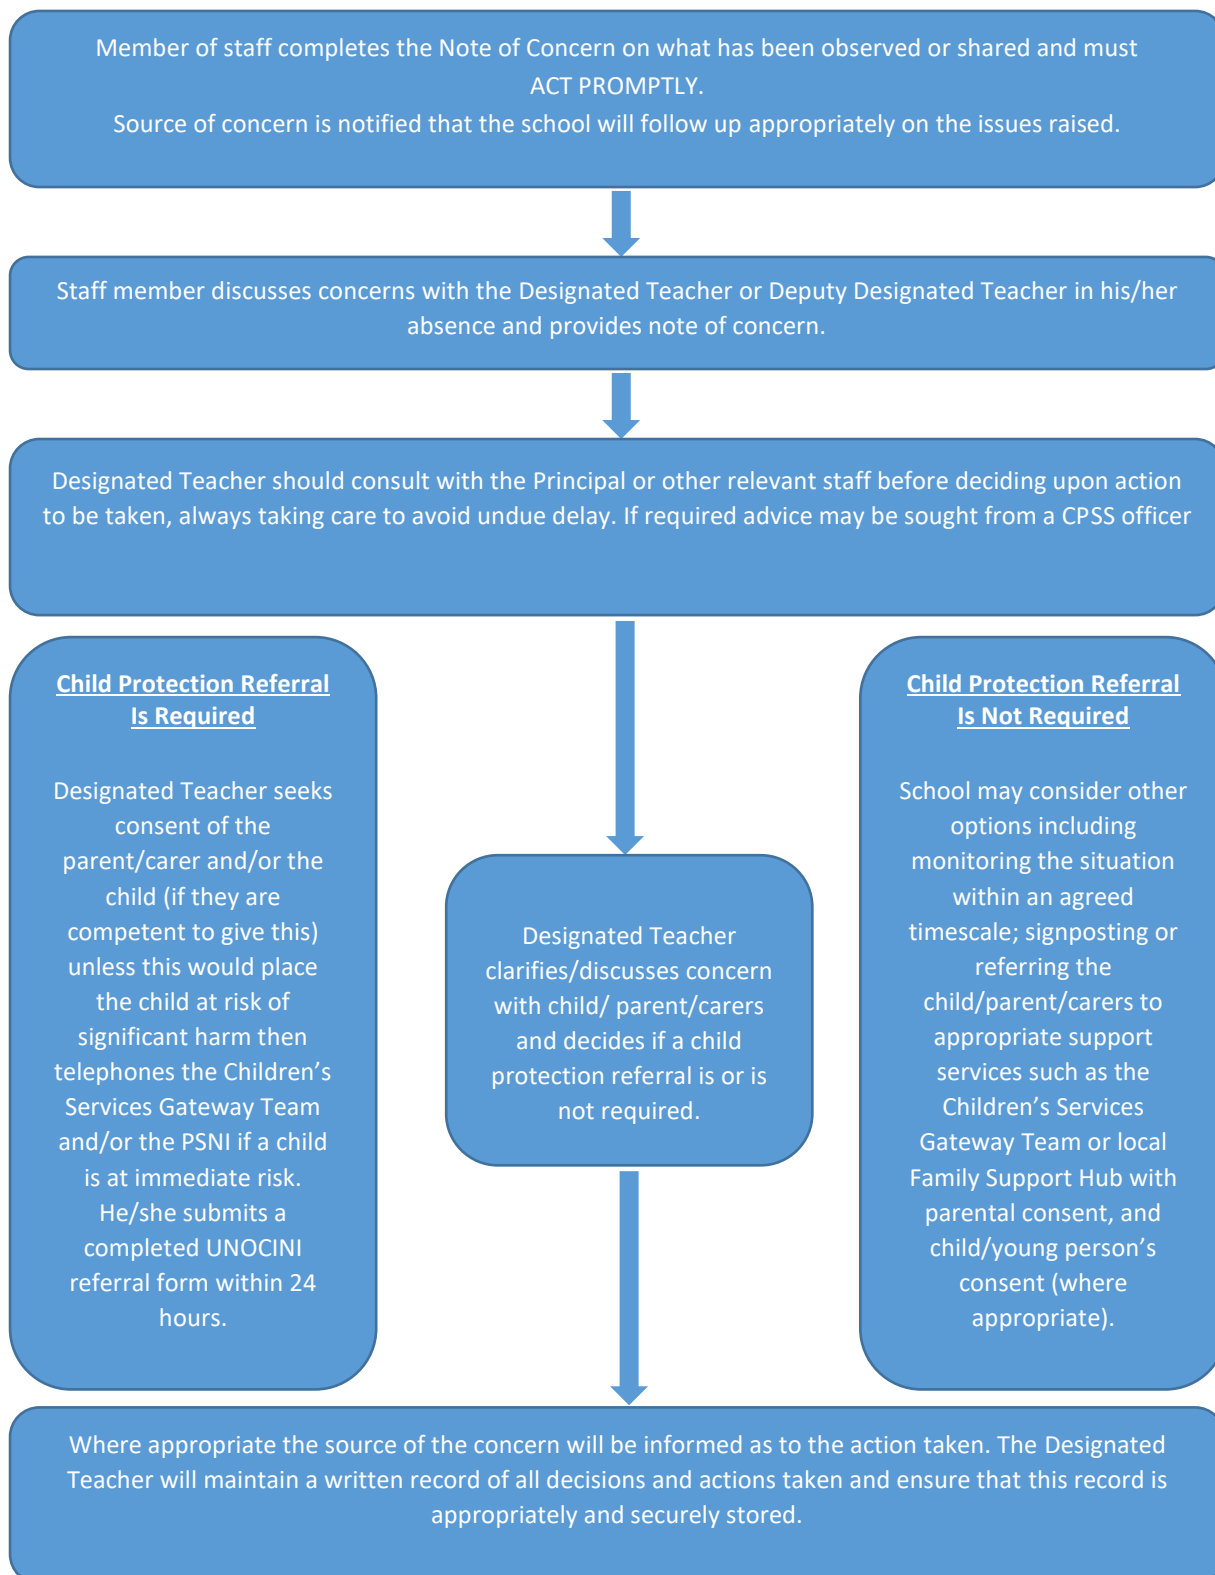 Member of staff completes the Note of Concern on what has been observed or shared and must
ACT PROMPTLY.
Source of concern is notified that the school will follow up appropriately on the issues raised.
Staff member discusses concerns with the Designated Teacher or Deputy Designated Teacher in his/her
absence and provides note of concern.
Designated Teacher should consult with the Principal or other relevant staff before deciding upon action
to be taken, always taking care to avoid undue delay. If required advice may be sought from a CPSS officer
Child Protection Referral
Is Required
Designated Teacher seeks
consent of the
parent/carer and/or the
child (if they are
competent to give this)
unless this would place
the child at risk of
significant harm then
telephones the Children’s
Services Gateway Team
and/or the PSNI if a child
is at immediate risk.
He/she submits a
completed UNOCINI
referral form within 24
hours.
Designated Teacher
clarifies/discusses concern
with child/ parent/carers
and decides if a child
protection referral is or is
not required.
Child Protection Referral
Is Not Required
School may consider other
options including
monitoring the situation
within an agreed
timescale; signposting or
referring the
child/parent/carers to
appropriate support
services such as the
Children’s Services
Gateway Team or local
Family Support Hub with
parental consent, and
child/young person’s
consent (where
appropriate).
Where appropriate the source of the concern will be informed as to the action taken. The Designated
Teacher will maintain a written record of all decisions and actions taken and ensure that this record is
appropriately and securely stored.